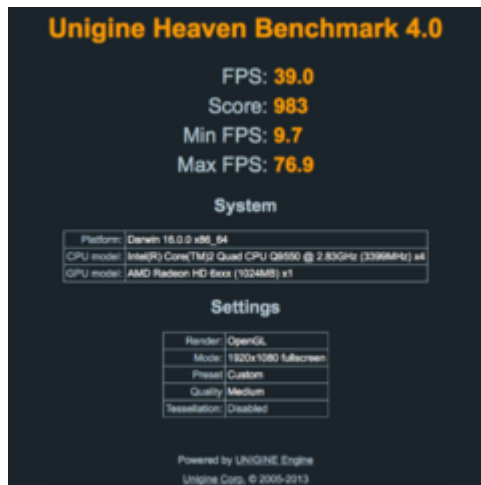 Unigine Heaven Benchmark 4.0
FPS: 39.0
Score: 983
Min FPS: 9.7
Max FPS: 76.9
System
Platform: Darwin 16.0.0 x86_64
CPU model: Intel(R) Core(TM)2 Quad CPU Q9550 @ 2.83GHz (3399MHz) x4
GPU model: AMD Radeon HD 6xxx (1024MB) x1
Settings
Render: OpenGL
Mode: 1920x1080 fullscreen
Preset Custom
Quality Medium
Tessellation: Disabled
Powered by UNIGINE Engine
Unigine Corp. © 2005-2013